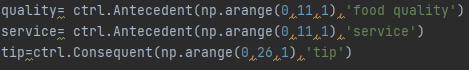 quality= ctrl.Antecedent(np.arange(0,11,1),'food quality')
service= ctrl.Antecedent(np.arange(0,11,1),'service')
tip=ctrl.Consequent(np.arange(0,26,1),'tip')